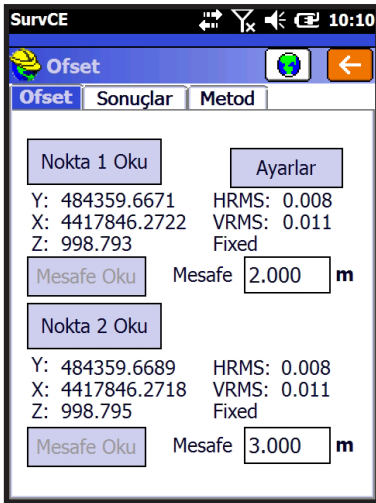 SurvCE 10:10
Ofset
Ofset Sonuçlar Metod
Nokta 1 Oku Ayarlar
Y: 484359.6671 HRMS: 0.008
X: 4417846.2722 VRMS: 0.011
Z: 998.793 Fixed
Mesafe Oku Mesafe 2.000 m
Nokta 2 Oku
Y: 484359.6689 HRMS: 0.008
X: 4417846.2718 VRMS: 0.011
Z: 998.795 Fixed
Mesafe Oku Mesafe 3.000 m